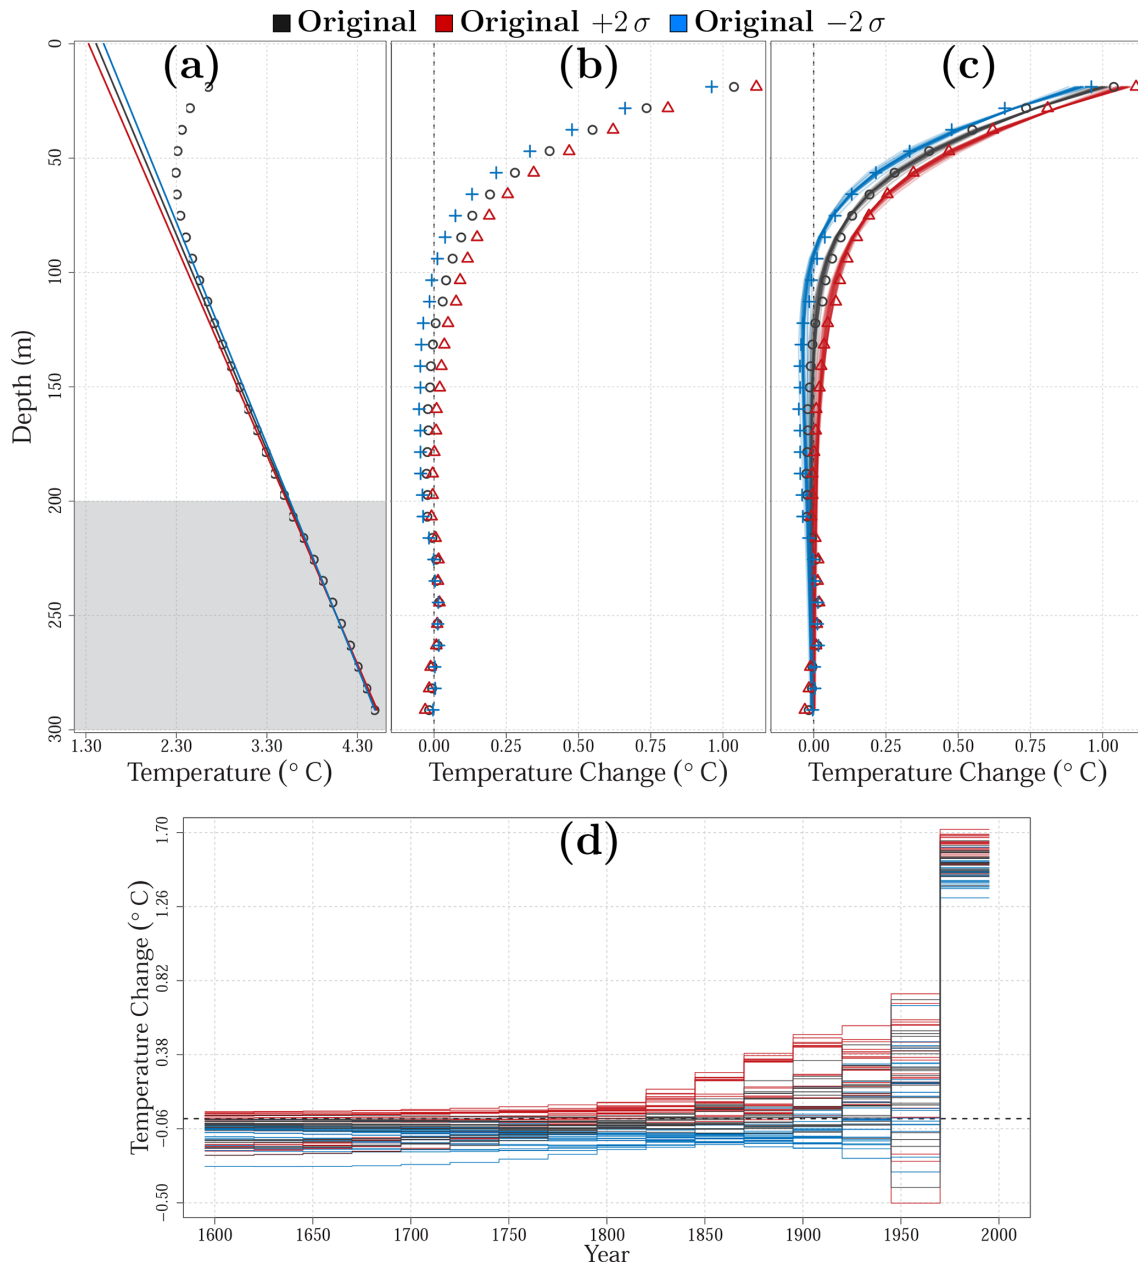 Original Original +2 σ Original −2 σ
(a) (b) (c)
0
50
100
150
200
250
300
Depth (m)
1.30 2.30 3.30 4.30 0.00 0.25 0.50 0.75 1.00 0.00 0.25 0.50 0.75 1.00
Temperature (° C) Temperature Change (° C) Temperature Change (° C)
(d)
1.70
1.26
0.82
0.38
−0.06
−0.50
Temperature Change (° C)
1600 1650 1700 1750 1800 1850 1900 1950 2000
Year